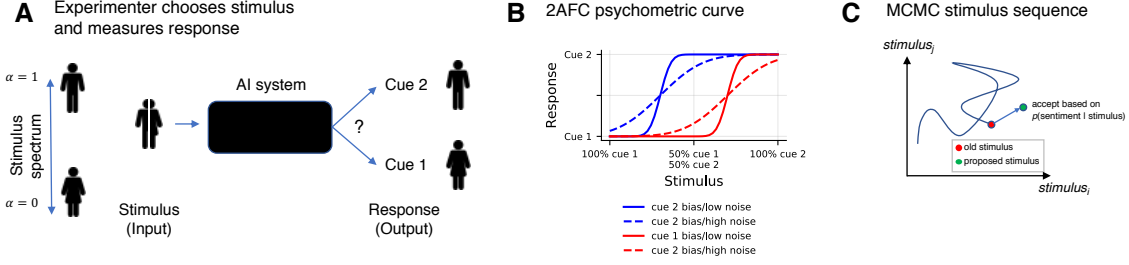 A
Experimenter chooses stimulus
and measures response
α = 1
Stimulus
spectrum
α = 0
Stimulus
(Input)
AI system
?
Cue 2
Cue 1
Response
(Output)
B
2AFC psychometric curve
Cue 2
Response
Cue 1
100% cue 1
50% cue 1
50% cue 2
100% cue 2
Stimulus
cue 2 bias/low noise
cue 2 bias/high noise
cue 1 bias/low noise
cue 2 bias/high noise
C
MCMC stimulus sequence
stimulusj
accept based on
p(sentiment | stimulus)
old stimulus
proposed stimulus
stimulusi